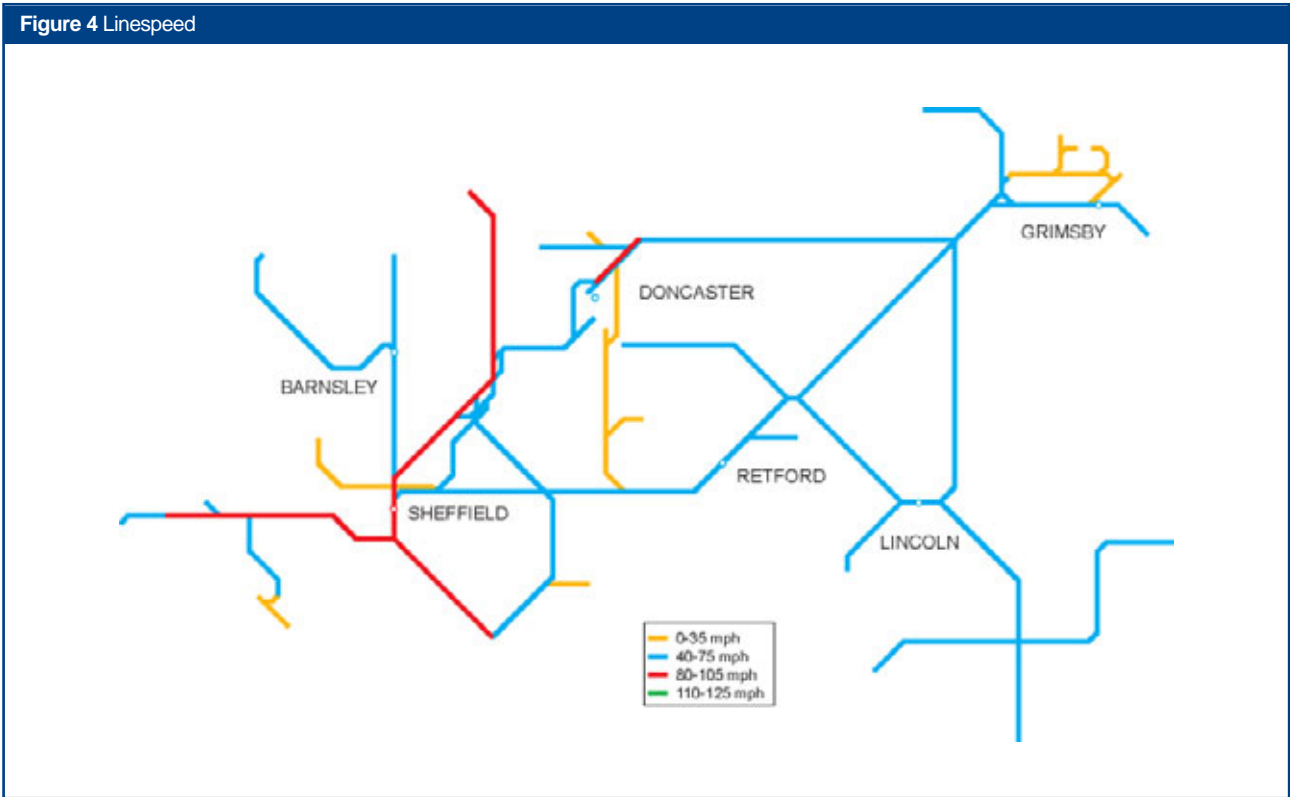 Figure 4 Linespeed
GRIMSBY
DONCASTER
BARNSLEY
RETFORD
SHEFFIELD
LINCOLN
0-35 mph
40-75 mph
80-105 mph
110-125 mph